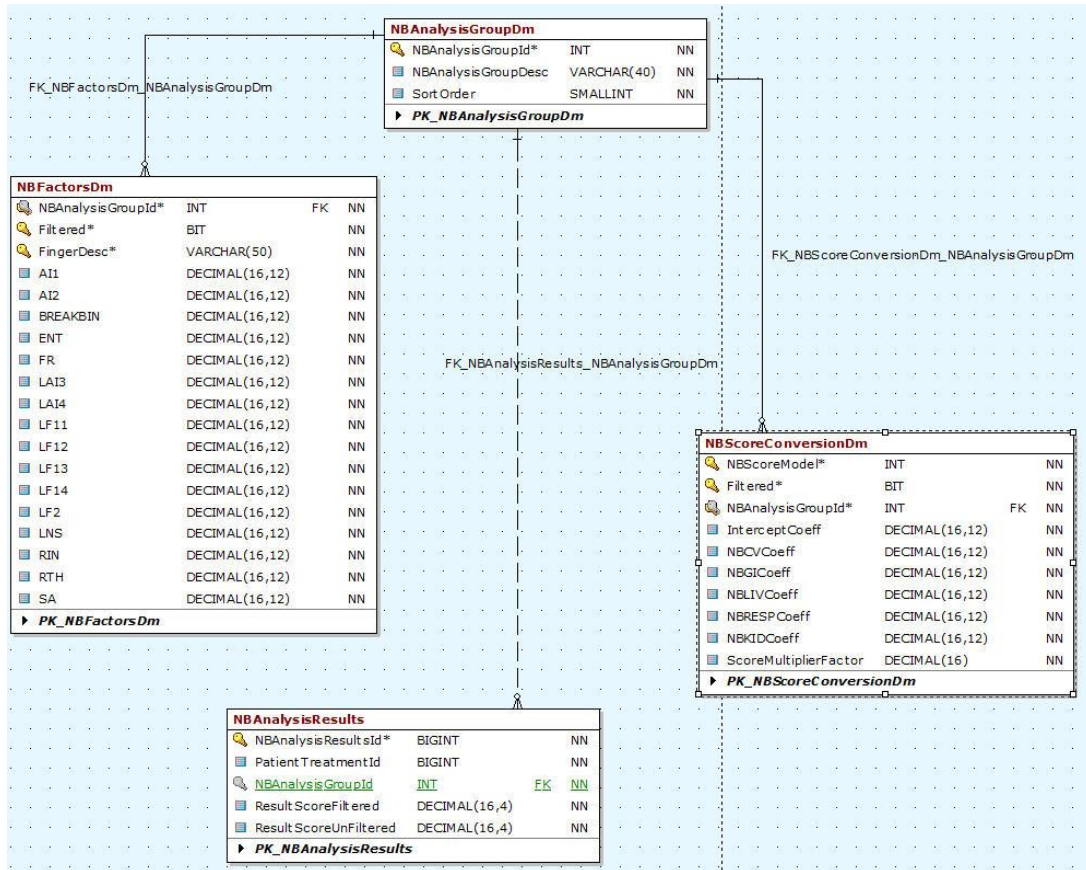 NBAnalysisGroupDm
NBAnalysisGroupId* INT NN
NBAnalysisGroupDesc VARCHAR(40) NN
SortOrder SMALLINT NN
PK_NBAnalysisGroupDm
FK_NBFactorsDm_NBAnalysisGroupDm
NBFactorsDm
NBAnalysisGroupId* INT FK NN
Filtered* BIT NN
FingerDesc* VARCHAR(50) NN
AI1 DECIMAL(16,12) NN
AI2 DECIMAL(16,12) NN
BREAKBIN DECIMAL(16,12) NN
ENT DECIMAL(16,12) NN
FR DECIMAL(16,12) NN
LAI3 DECIMAL(16,12) NN
LAI4 DECIMAL(16,12) NN
LF11 DECIMAL(16,12) NN
LF12 DECIMAL(16,12) NN
LF13 DECIMAL(16,12) NN
LF14 DECIMAL(16,12) NN
LF2 DECIMAL(16,12) NN
LNS DECIMAL(16,12) NN
RIN DECIMAL(16,12) NN
RTH DECIMAL(16,12) NN
SA DECIMAL(16,12) NN
PK_NBFactorsDm
FK_NBScoreConversionDm_NBAnalysisGroupDm
FK_NBAnalysisResults_NBAnalysisGroupDm
NBScoreConversionDm
NBScoreModel* INT NN
Filtered* BIT NN
NBAnalysisGroupId* INT FK NN
InterceptCoeff DECIMAL(16,12) NN
NBCVCoeff DECIMAL(16,12) NN
NBGICoeff DECIMAL(16,12) NN
NBLIVCoeff DECIMAL(16,12) NN
NBRESPCoeff DECIMAL(16,12) NN
NBKIDCoeff DECIMAL(16,12) NN
ScoreMultiplierFactor DECIMAL(16) NN
PK_NBScoreConversionDm
NBAnalysisResults
NBAnalysisResultsId* BIGINT NN
PatientTreatmentId BIGINT NN
NBAnalysisGroupId INT FK NN
ResultScoreFiltered DECIMAL(16,4) NN
ResultScoreUnFiltered DECIMAL(16,4) NN
PK_NBAnalysisResults